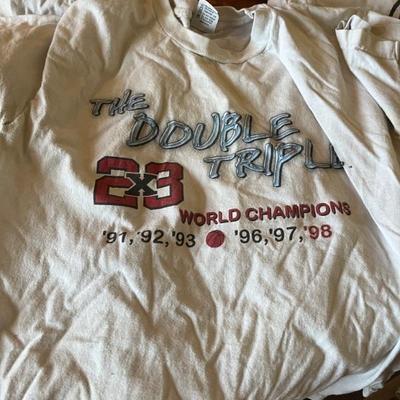 THE
DOUBLE
TRIPLE
2x3
WORLD CHAMPIONS
'91,'92,'93 '96,'97,'98